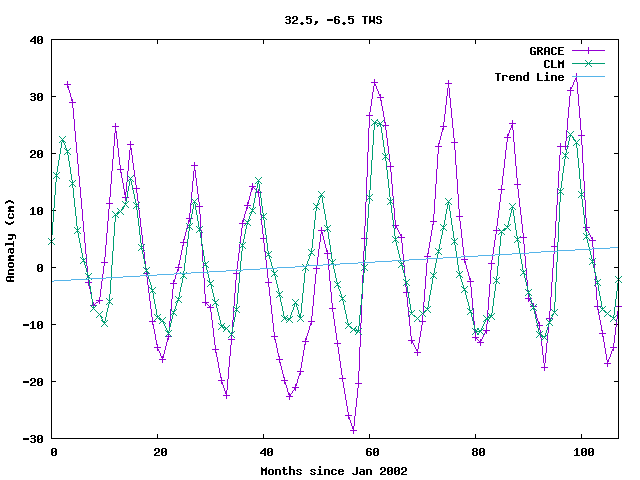 32.5, -6.5 TWS
GRACE
CLM
Trend Line
40
30
20
10
0
-10
-20
-30
Anomaly (cm)
0 20 40 60 80 100
Months since Jan 2002